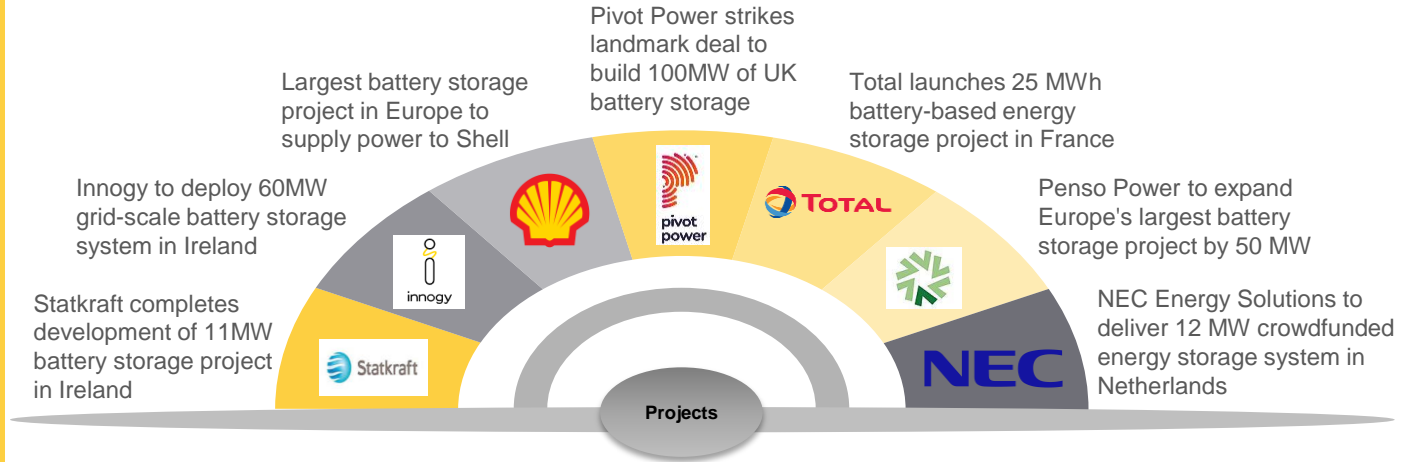 Pivot Power strikes
landmark deal to
build 100MW of UK
battery storage
Largest battery storage
project in Europe to
supply power to Shell
Total launches 25 MWh
battery-based energy
storage project in France
Innogy to deploy 60MW
grid-scale battery storage
system in Ireland
Penso Power to expand
Europe's largest battery
storage project by 50 MW
Statkraft completes
development of 11MW
battery storage project
in Ireland
NEC Energy Solutions to
deliver 12 MW crowdfunded
energy storage system in
Netherlands
pivot
power
TOTAL
innogy
Statkraft
NEC
Projects